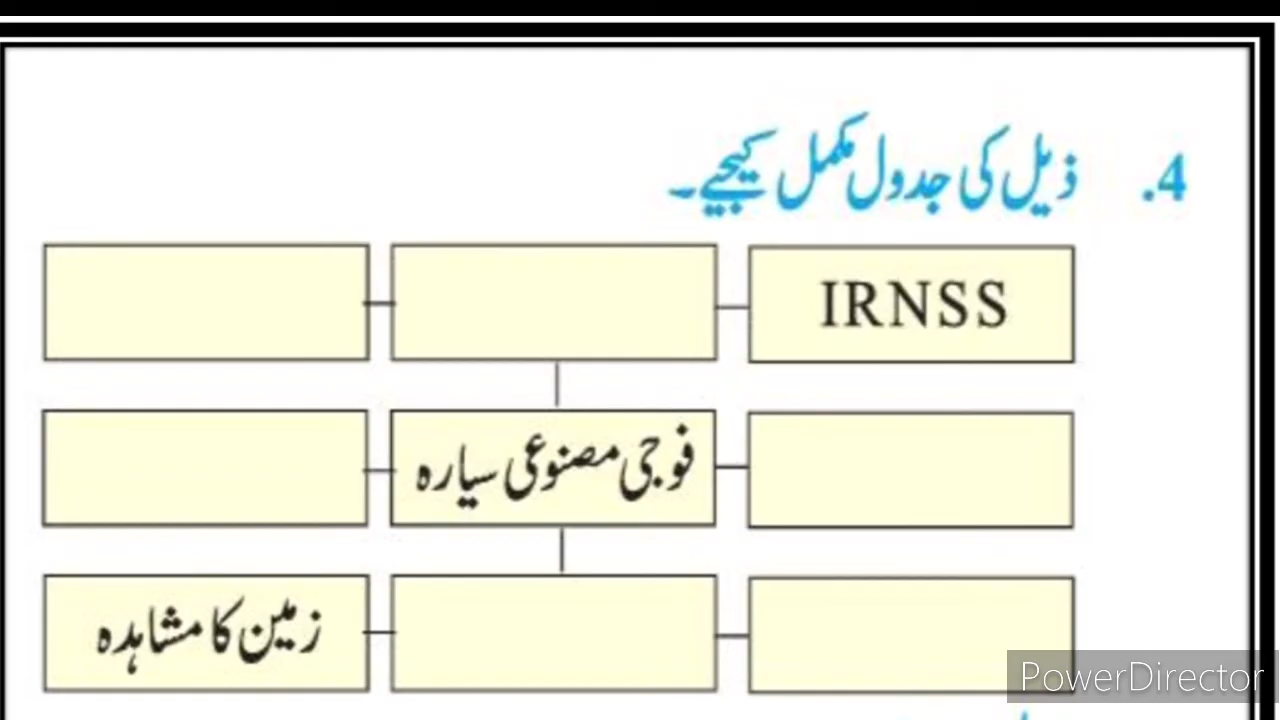 4. ذیل کی جدول مکمل کیجیے۔
IRNSS
فوجی مصنوعی سیارہ
زمین کا مشاہدہ
PowerDirector